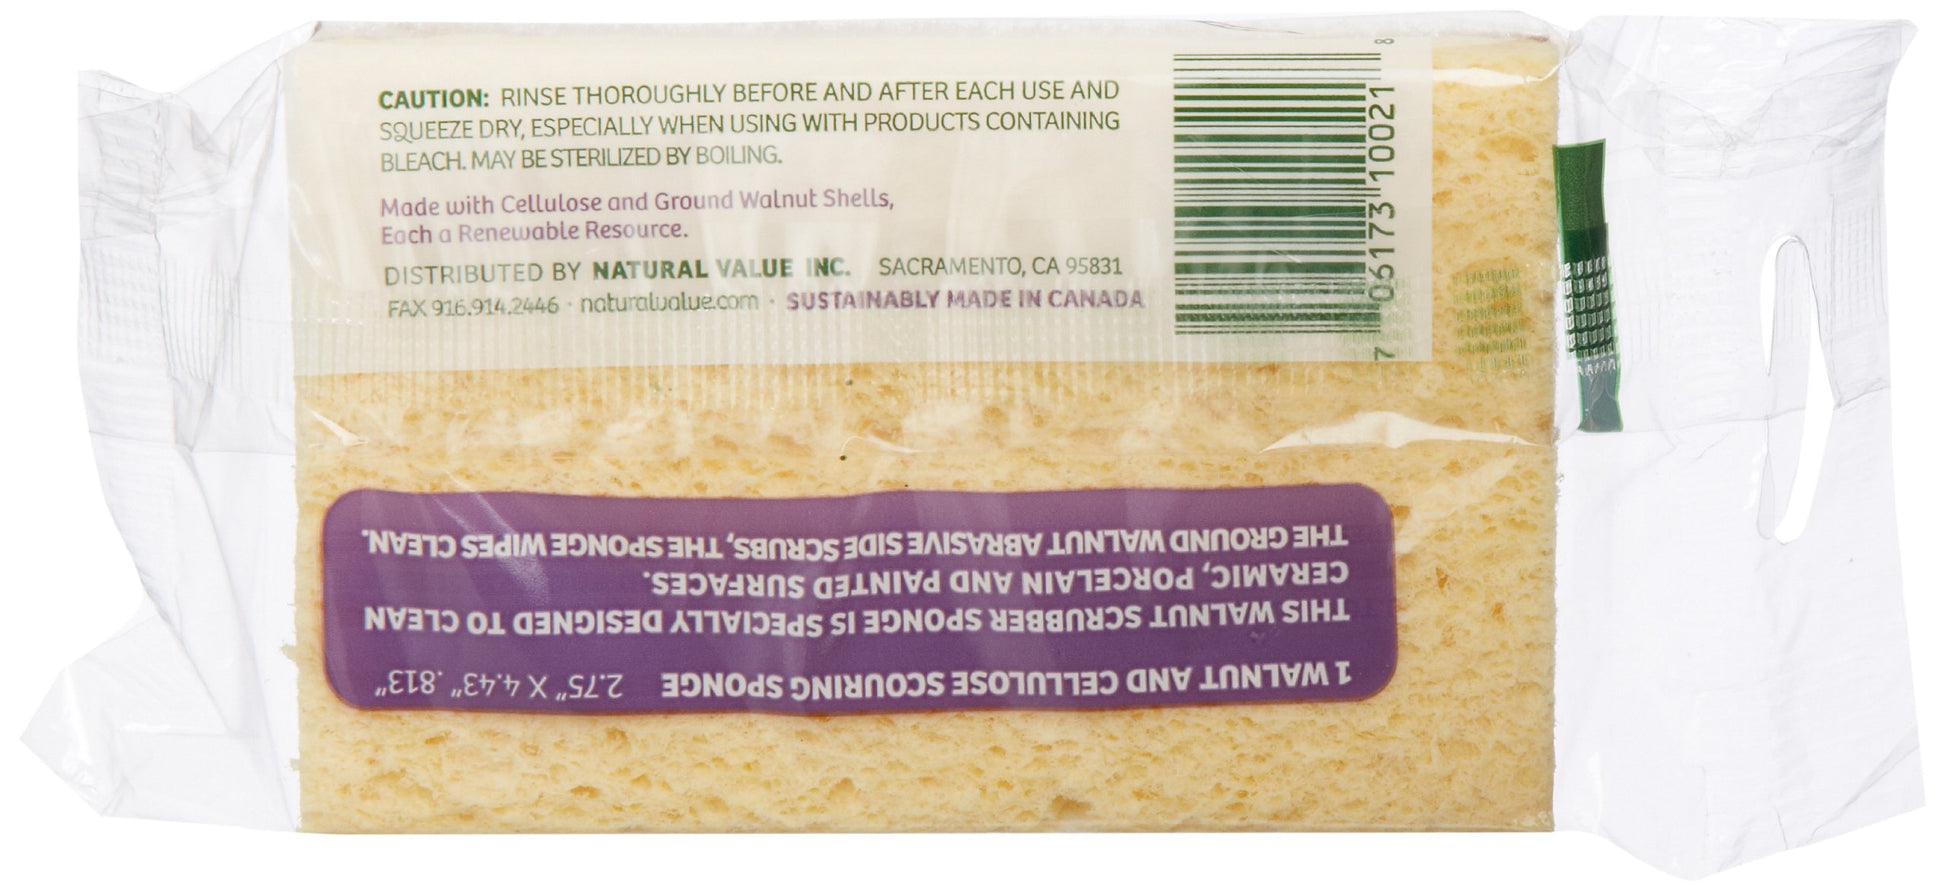 CAUTION: RINSE THOROUGHLY BEFORE AND AFTER EACH USE AND
SQUEEZE DRY, ESPECIALLY WHEN USING WITH PRODUCTS CONTAINING
BLEACH. MAY BE STERILIZED BY BOILING.
Made with Cellulose and Ground Walnut Shells,
Each a Renewable Resource.
DISTRIBUTED BY NATURAL VALUE INC. SACRAMENTO, CA 95831
FAX 916.914.2446 · naturalvalue.com · SUSTAINABLY MADE IN CANADA
7 06173 10021 8
1 WALNUT AND CELLULOSE SCOURING SPONGE 2.75" X 4.43" .813"
THIS WALNUT SCRUBBER SPONGE IS SPECIALLY DESIGNED TO CLEAN
CERAMIC, PORCELAIN AND PAINTED SURFACES.
THE GROUND WALNUT ABRASIVE SIDE SCRUBS, THE SPONGE WIPES CLEAN.